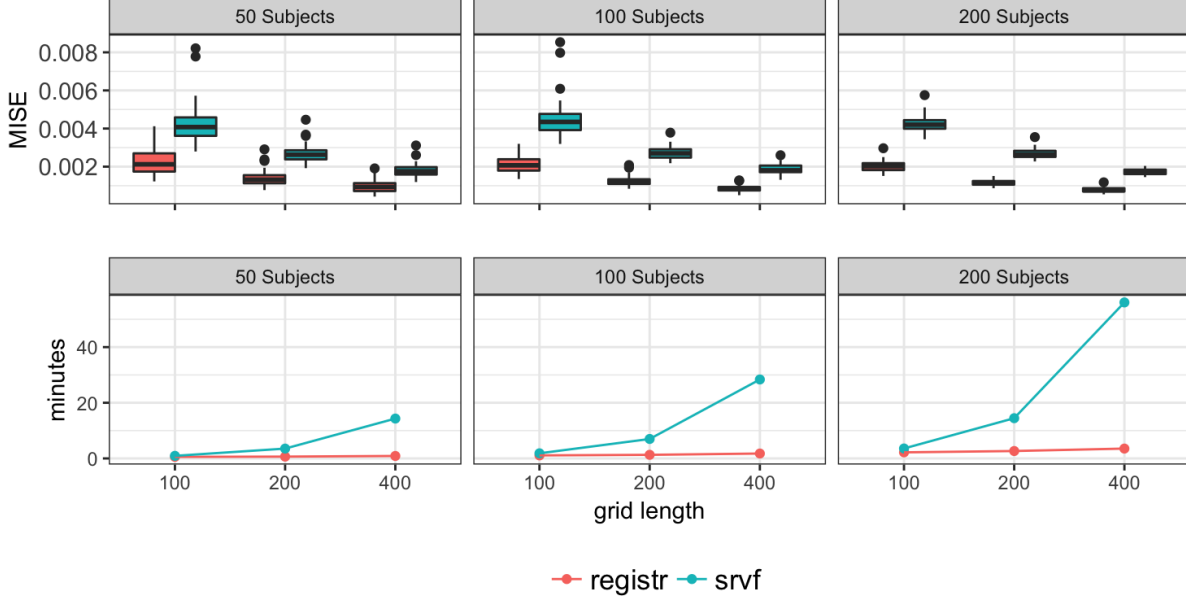 50 Subjects 100 Subjects 200 Subjects
MISE
0.008
0.006
0.004
0.002
50 Subjects 100 Subjects 200 Subjects
minutes
40
20
0
100 200 400 100 200 400 100 200 400
grid length
registr srvf